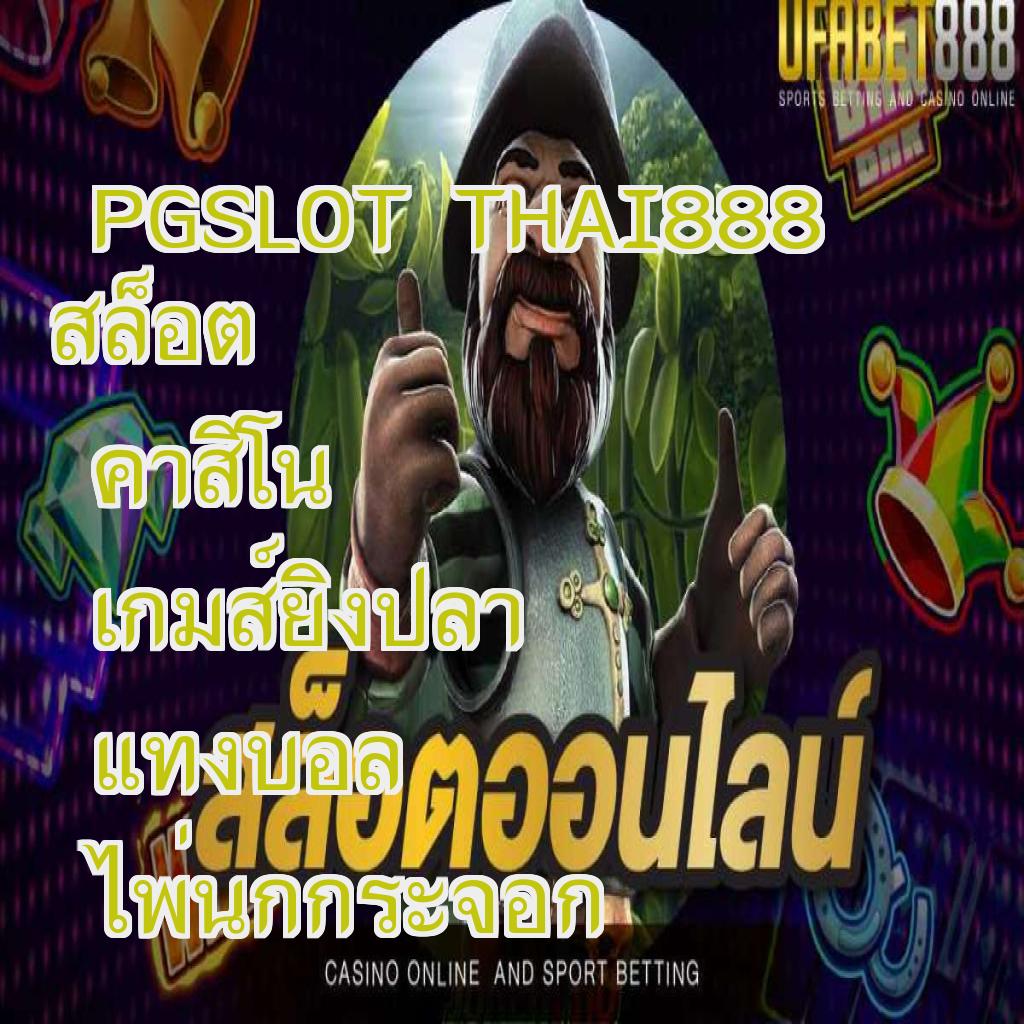 UFABET888
SPORTS BETTING AND CASINO ONLINE
BAR
PGSLOT THAI888
สล็อต
คาสิโน
เกมส์ยิงปลา
แทงบอล
สล็อตออนไลน์
ไพ่นกกระจอก
CASINO ONLINE AND SPORT BETTING